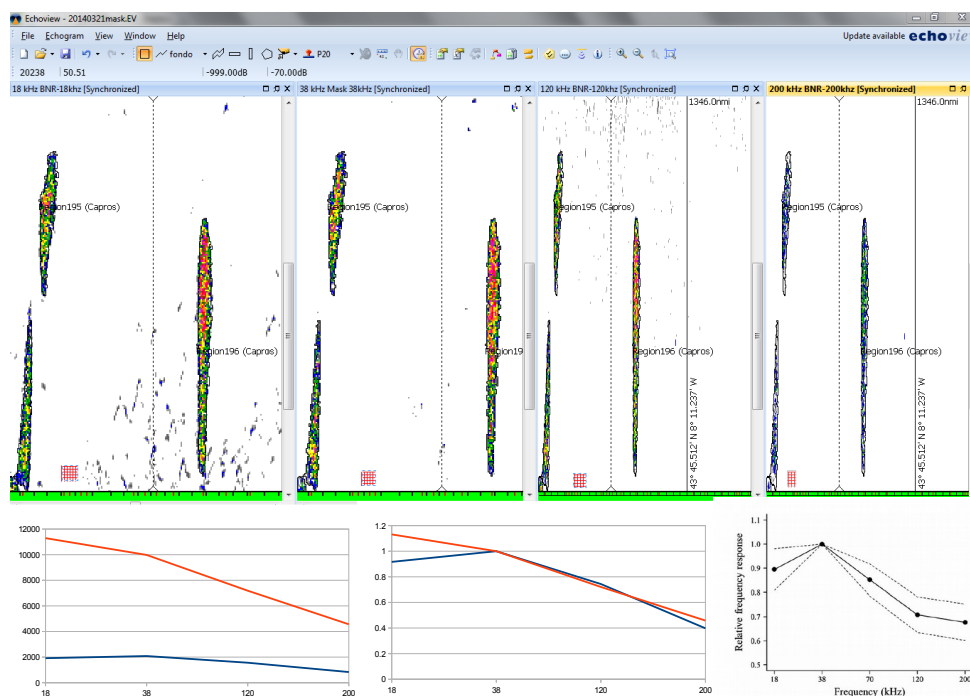 Echoview - 20140321mask.EV
File Echogram View Window Help
Update available echoview
fondo P20
20238 50.51 -999.00dB -70.00dB
18 kHz BNR-18khz [Synchronized]
38 kHz Mask 38kHz [Synchronized]
120 kHz BNR-120khz [Synchronized]
200 kHz BNR-200khz [Synchronized]
1346.0nmi
1346.0nmi
Region195 (Capros)
Region195 (Capros)
Region195 (Capros)
Region195 (Capros)
Region196 (Capros)
Region19
Region196 (Capros)
Region196 (Capros)
43° 45.512' N 8° 11.237' W
43° 45.512' N 8° 11.237' W
12000
10000
8000
6000
4000
2000
0
18 38 120 200
1.2
1
0.8
0.6
0.4
0.2
0
18 38 120 200
Relative frequency response
1.1
1.0
0.9
0.8
0.7
0.6
0.5
18 38 70 120 200
Frequency (kHz)